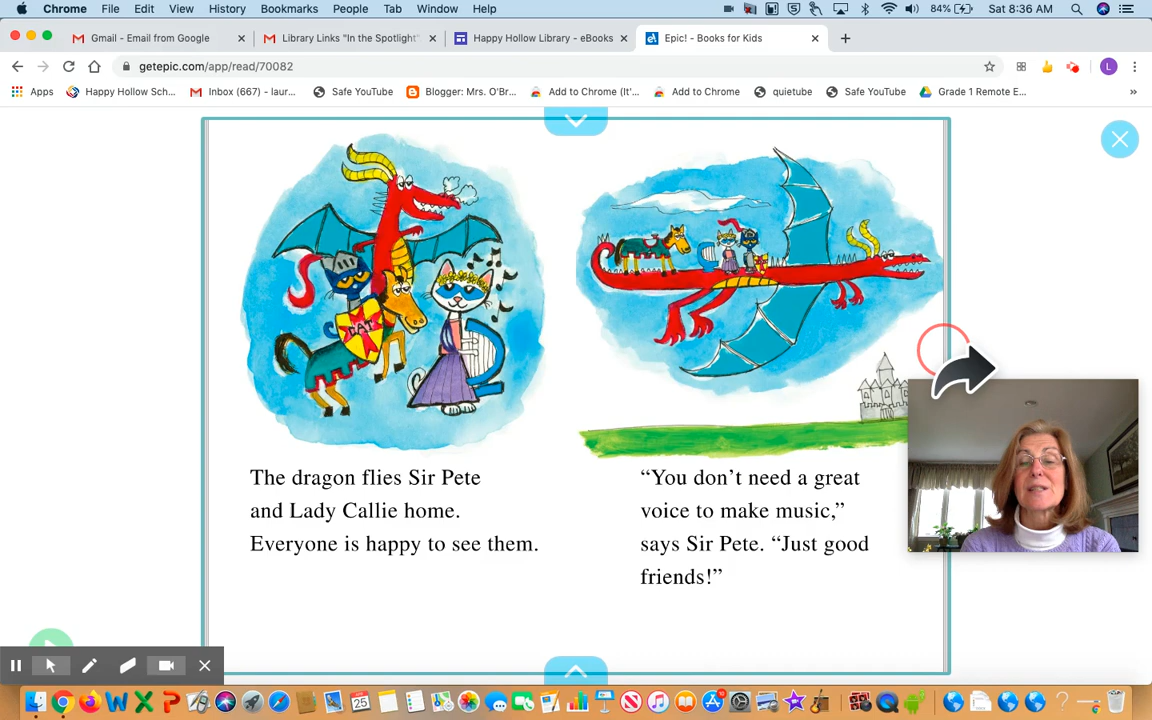 Chrome File Edit View History Bookmarks People Tab Window Help 84% Sat 8:36 AM
Gmail - Email from Google Library Links "In the Spotlight" Happy Hollow Library - eBooks Epic! - Books for Kids
getepic.com/app/read/70082 L
Apps Happy Hollow Sch... Inbox (667) - laur... Safe YouTube Blogger: Mrs. O'Br... Add to Chrome (It'... Add to Chrome quietube Safe YouTube Grade 1 Remote E... »
CAT
The dragon flies Sir Pete
and Lady Callie home.
Everyone is happy to see them.
“You don’t need a great
voice to make music,”
says Sir Pete. “Just good
friends!”